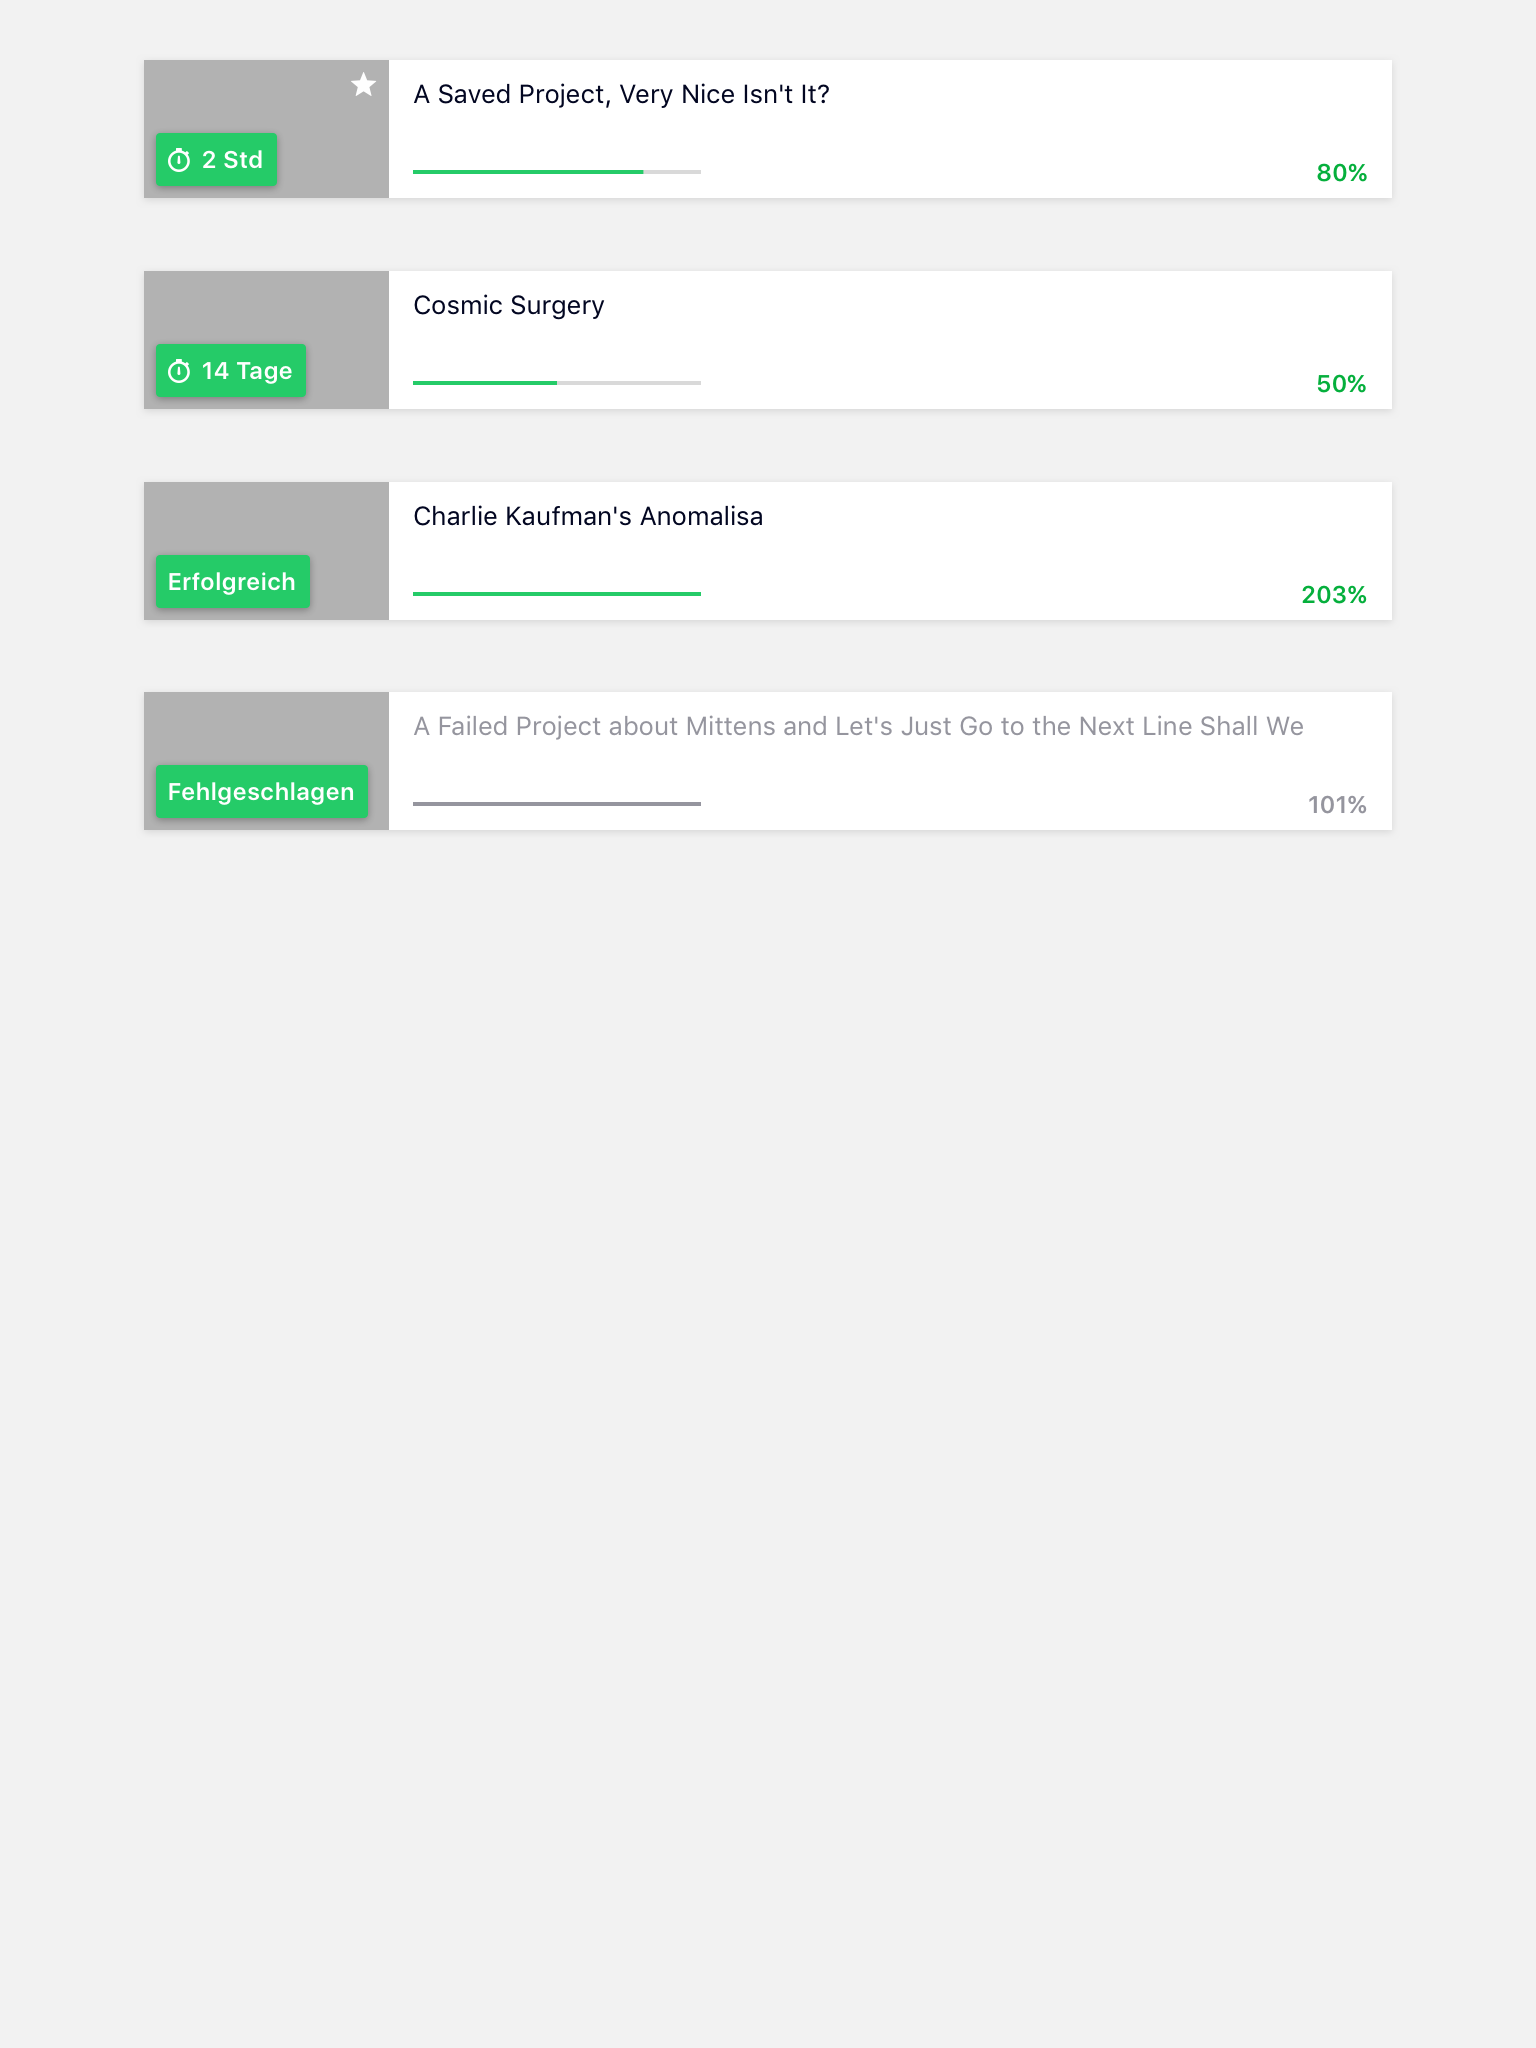 A Saved Project, Very Nice Isn't It?
2 Std
80%
Cosmic Surgery
14 Tage
50%
Charlie Kaufman's Anomalisa
Erfolgreich
203%
A Failed Project about Mittens and Let's Just Go to the Next Line Shall We
Fehlgeschlagen
101%